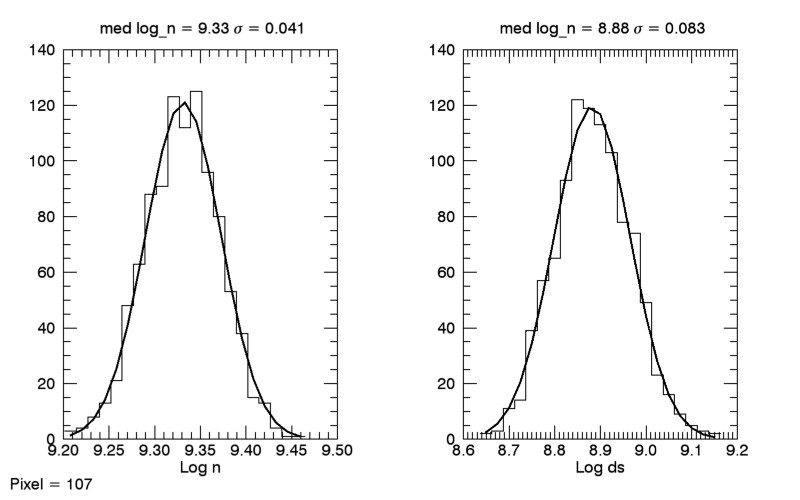 med log_n = 9.33 σ = 0.041
140
120
100
80
60
40
20
0
9.20 9.25 9.30 9.35 9.40 9.45 9.50
Log n
med log_n = 8.88 σ = 0.083
140
120
100
80
60
40
20
0
8.6 8.7 8.8 8.9 9.0 9.1 9.2
Log ds
Pixel = 107